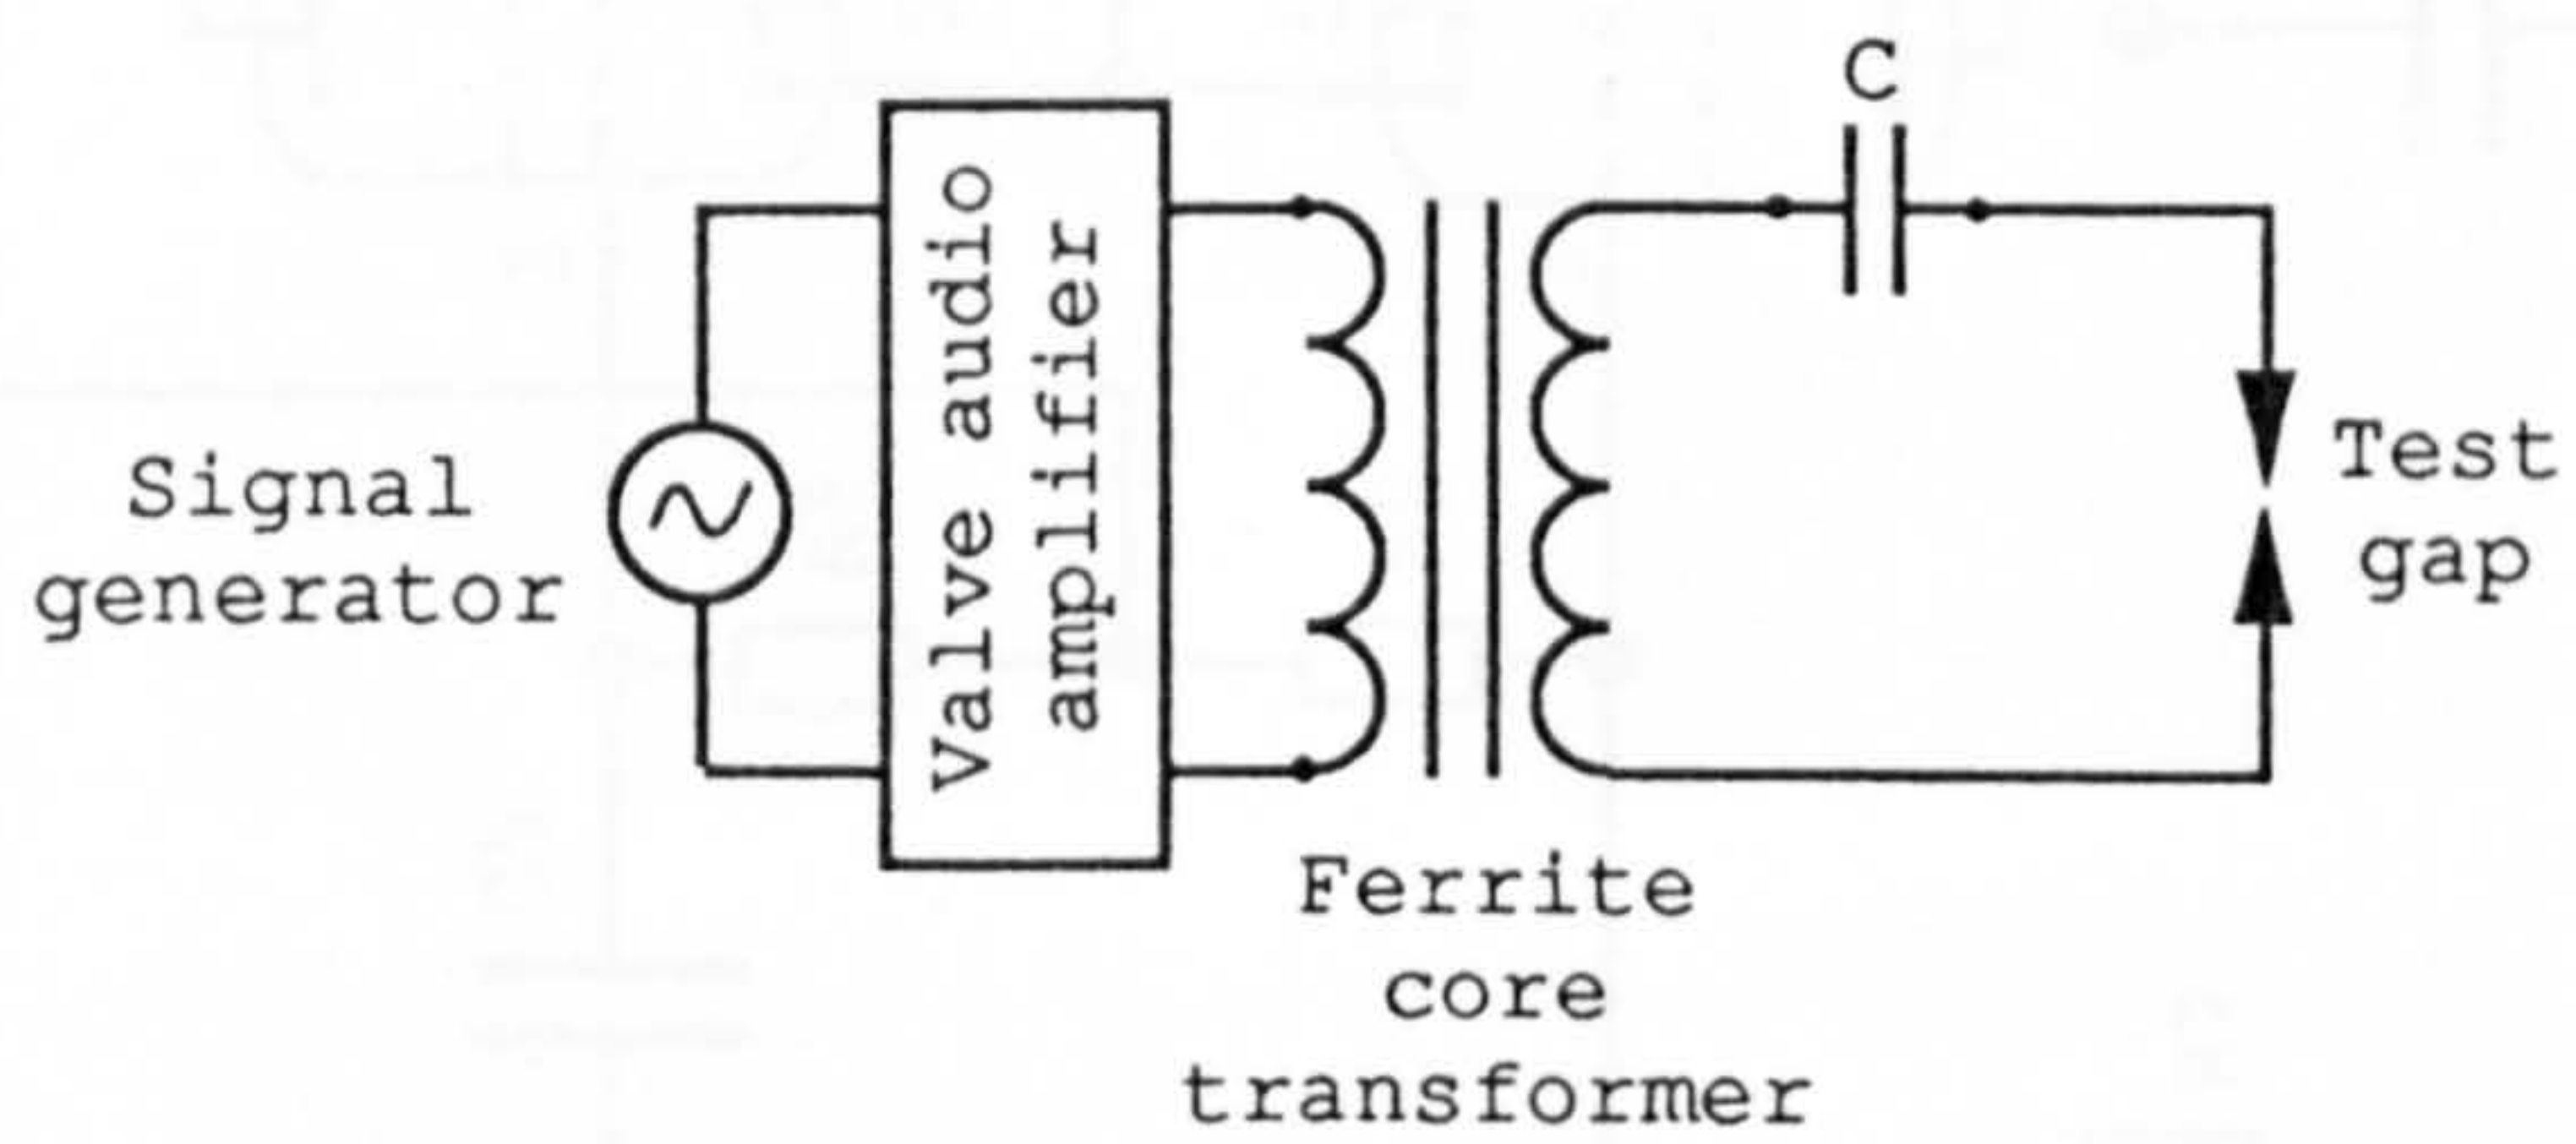 C
Valve audio
amplifier
Signal
generator
Test
gap
Ferrite
core
transformer